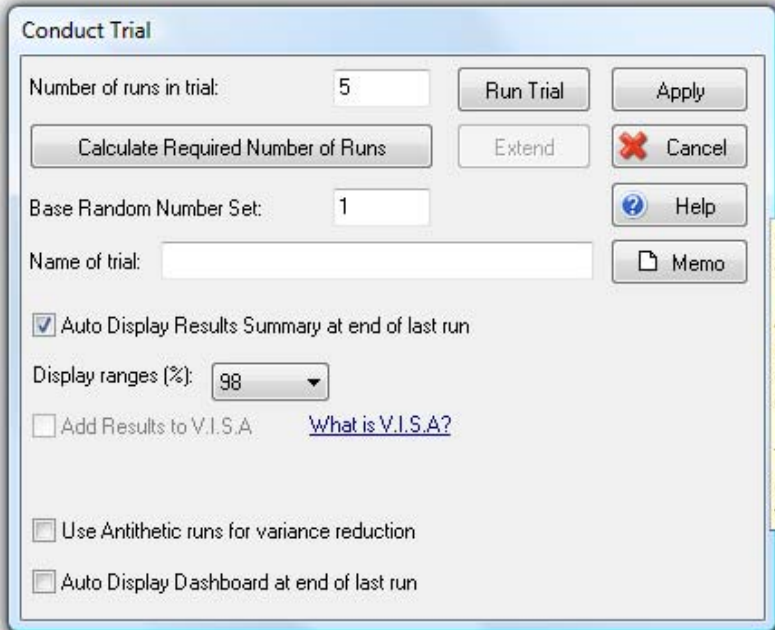 Conduct Trial
Number of runs in trial: 5 Run Trial Apply
Calculate Required Number of Runs Extend Cancel
Base Random Number Set: 1 Help
Name of trial: Memo
Auto Display Results Summary at end of last run
Display ranges (%): 98
Add Results to V.I.S.A What is V.I.S.A?
Use Antithetic runs for variance reduction
Auto Display Dashboard at end of last run